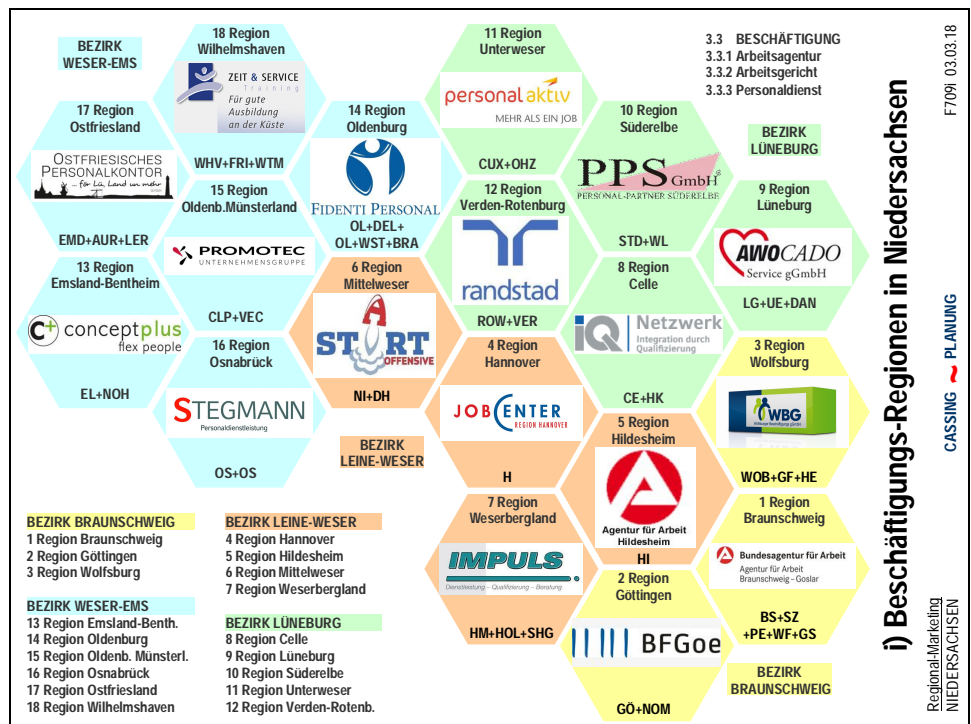 BEZIRK
WESER-EMS
18 Region
Wilhelmshaven
ZEIT & SERVICE
Training
Für gute
Ausbildung
an der Küste
WHV+FRI+WTM
11 Region
Unterweser
personal aktiv
MEHR ALS EIN JOB
CUX+OHZ
3.3 BESCHÄFTIGUNG
3.3.1 Arbeitsagentur
3.3.2 Arbeitsgericht
3.3.3 Personaldienst
17 Region
Ostfriesland
OSTFRIESISCHES
PERSONALKONTOR
... für Lü, Land un mehr
EMD+AUR+LER
14 Region
Oldenburg
FIDENTI PERSONAL
OL+DEL+
OL+WST+BRA
10 Region
Süderelbe
PPS GmbH
PERSONAL-PARTNER SÜDERELBE
STD+WL
BEZIRK
LÜNEBURG
15 Region
Oldenb.Münsterland
PROMOTEC
UNTERNEHMENSGRUPPE
CLP+VEC
12 Region
Verden-Rotenburg
randstad
ROW+VER
9 Region
Lüneburg
AWOCADO
Service gGmbH
LG+UE+DAN
13 Region
Emsland-Bentheim
C+ conceptplus
flex people
EL+NOH
6 Region
Mittelweser
START
OFFENSIVE
NI+DH
8 Region
Celle
iQ Netzwerk
Integration durch
Qualifizierung
CE+HK
16 Region
Osnabrück
STEGMANN
Personaldienstleistung
OS+OS
4 Region
Hannover
JOBCENTER
REGION HANNOVER
H
3 Region
Wolfsburg
WBG
WOB+GF+HE
BEZIRK
LEINE-WESER
5 Region
Hildesheim
Agentur für Arbeit
Hildesheim
HI
7 Region
Weserbergland
IMPULS
Dienstleistung – Qualifizierung – Beratung
HM+HOL+SHG
1 Region
Braunschweig
Bundesagentur für Arbeit
Agentur für Arbeit
Braunschweig – Goslar
BS+SZ
+PE+WF+GS
2 Region
Göttingen
BFGoe
GÖ+NOM
BEZIRK
BRAUNSCHWEIG
BEZIRK BRAUNSCHWEIG
1 Region Braunschweig
2 Region Göttingen
3 Region Wolfsburg
BEZIRK WESER-EMS
13 Region Emsland-Benth.
14 Region Oldenburg
15 Region Oldenb. Münsterl.
16 Region Osnabrück
17 Region Ostfriesland
18 Region Wilhelmshaven
BEZIRK LEINE-WESER
4 Region Hannover
5 Region Hildesheim
6 Region Mittelweser
7 Region Weserbergland
BEZIRK LÜNEBURG
8 Region Celle
9 Region Lüneburg
10 Region Süderelbe
11 Region Unterweser
12 Region Verden-Rotenb.
i) Beschäftigungs-Regionen in Niedersachsen
F709i 03.03.18
CASSING ~ PLANUNG
Regional-Marketing
NIEDERSACHSEN